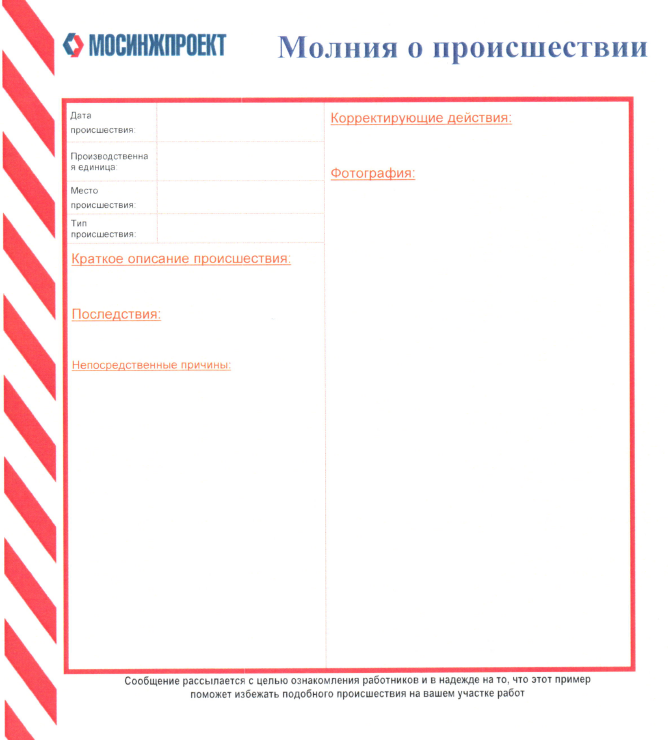 МОСИНЖПРОЕКТ
Молния о происшествии
Дата
происшествия:
Производственна
я единица:
Место
происшествия:
Тип
происшествия:
Краткое описание происшествия:
Последствия:
Непосредственные причины:
Корректирующие действия:
Фотография:
Сообщение рассылается с целью ознакомления работников и в надежде на то, что этот пример
поможет избежать подобного происшествия на вашем участке работ